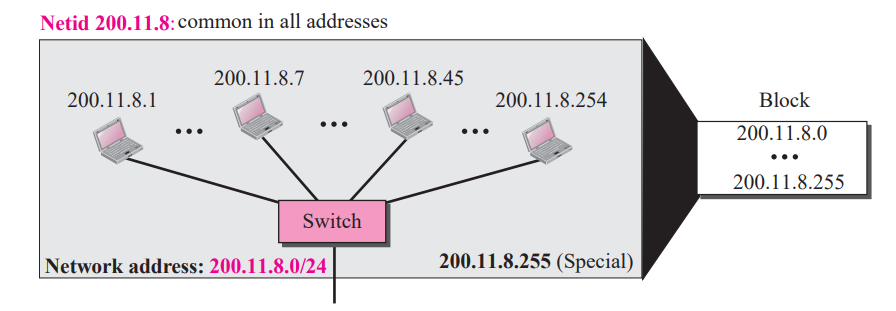 Netid 200.11.8: common in all addresses
200.11.8.1
200.11.8.7
200.11.8.45
200.11.8.254
Switch
Network address: 200.11.8.0/24
200.11.8.255 (Special)
Block
200.11.8.0
200.11.8.255